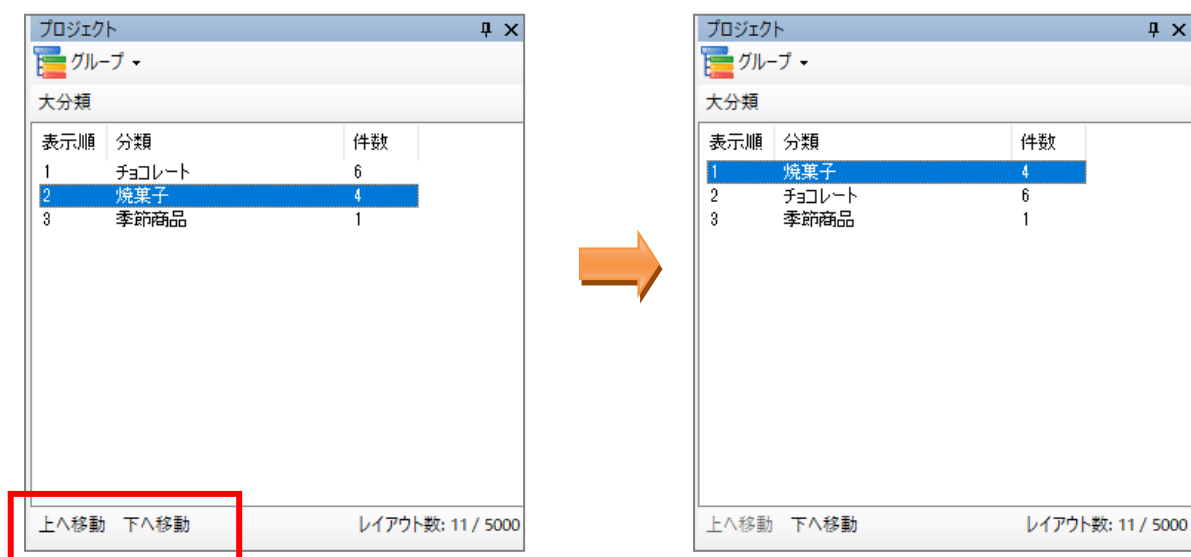 プロジェクト
グループ
大分類
表示順 分類 件数
1 チョコレート 6
2 焼菓子 4
3 季節商品 1
上へ移動 下へ移動 レイアウト数: 11 / 5000
プロジェクト
グループ
大分類
表示順 分類 件数
1 焼菓子 4
2 チョコレート 6
3 季節商品 1
上へ移動 下へ移動 レイアウト数: 11 / 5000